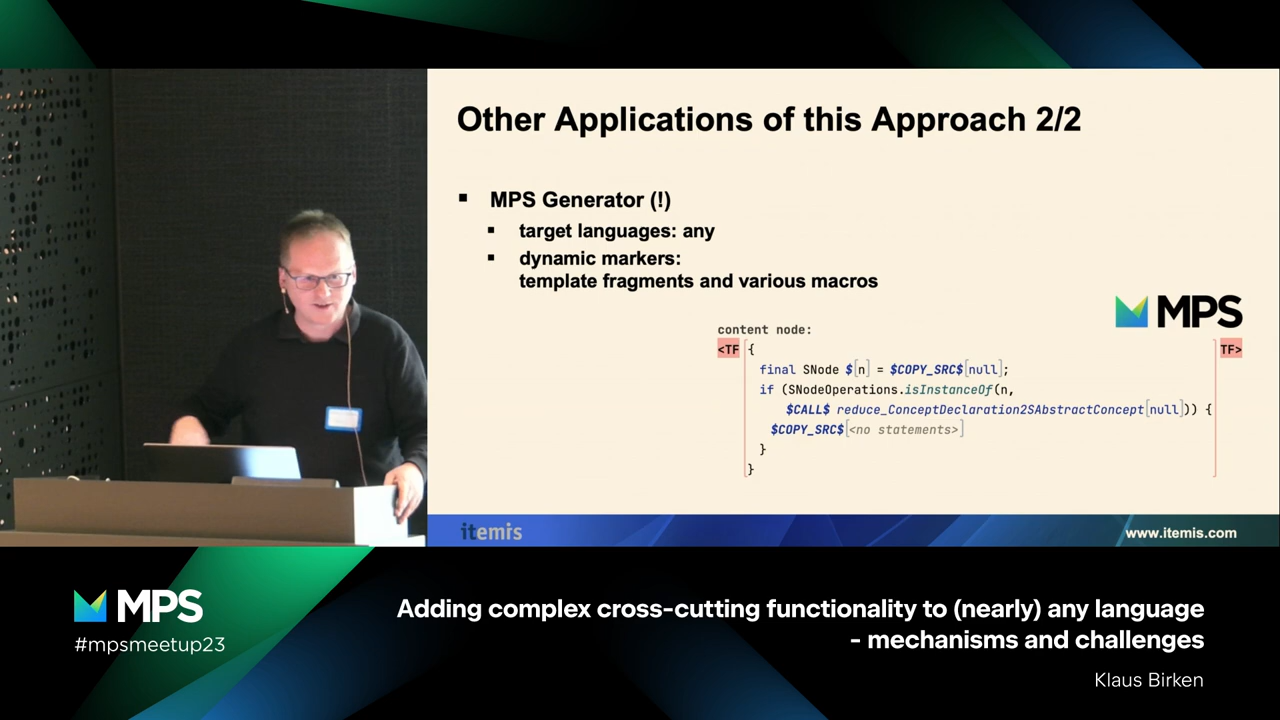 Other Applications of this Approach 2/2
MPS Generator (!)
target languages: any
dynamic markers:
template fragments and various macros
MPS
content node:
<TF {
final SNode $[n] = $COPY_SRC$[null];
if (SNodeOperations.isInstanceOf(n,
$CALL$ reduce_ConceptDeclaration2SAbstractConcept[null])) {
$COPY_SRC$[<no statements>]
}
}
TF>
itemis
www.itemis.com
MPS
#mpsmeetup23
Adding complex cross-cutting functionality to (nearly) any language
- mechanisms and challenges
Klaus Birken